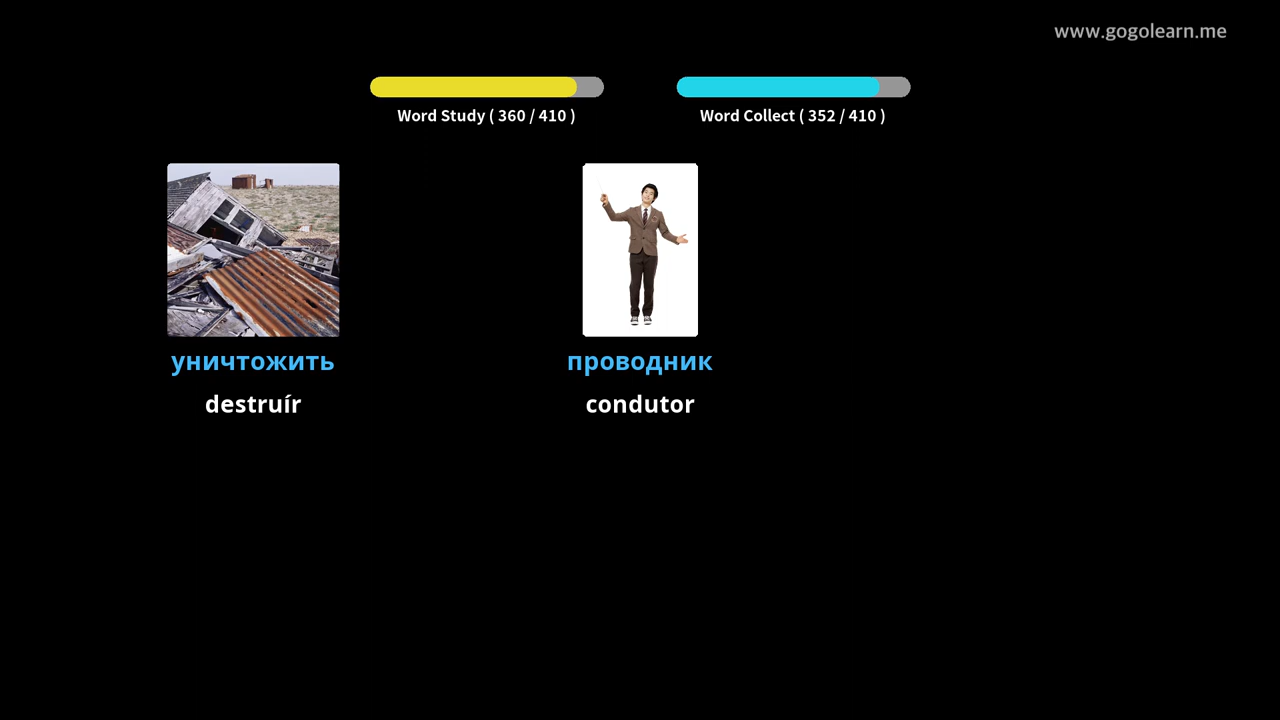 www.gogolearn.me
Word Study ( 360 / 410 )
Word Collect ( 352 / 410 )
уничтожить
проводник
destruír
condutor